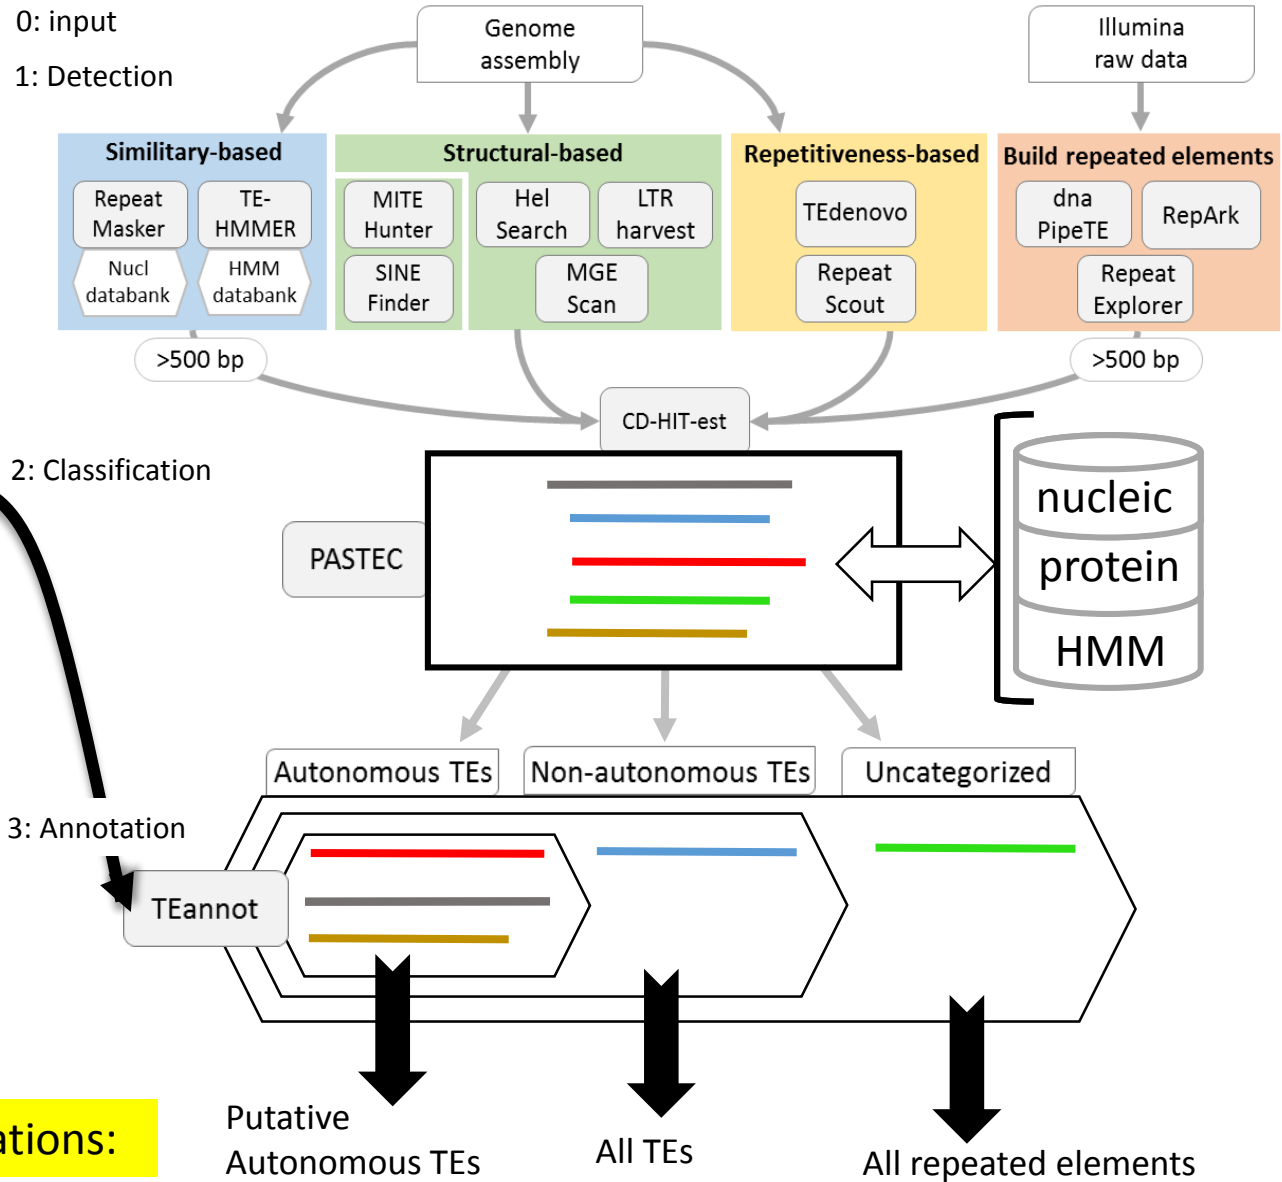 0: input
Genome
assembly
Illumina
raw data
1: Detection
Similitary-based
Structural-based
Repetitiveness-based
Build repeated elements
Repeat
Masker
TE-
HMMER
Nucl
databank
HMM
databank
MITE
Hunter
SINE
Finder
Hel
Search
LTR
harvest
MGE
Scan
TEdenovo
Repeat
Scout
dna
PipeTE
RepArk
Repeat
Explorer
>500 bp
>500 bp
CD-HIT-est
2: Classification
PASTEC
nucleic
protein
HMM
Autonomous TEs
Non-autonomous TEs
Uncategorized
3: Annotation
TEannot
ations:
Putative
Autonomous TEs
All TEs
All repeated elements